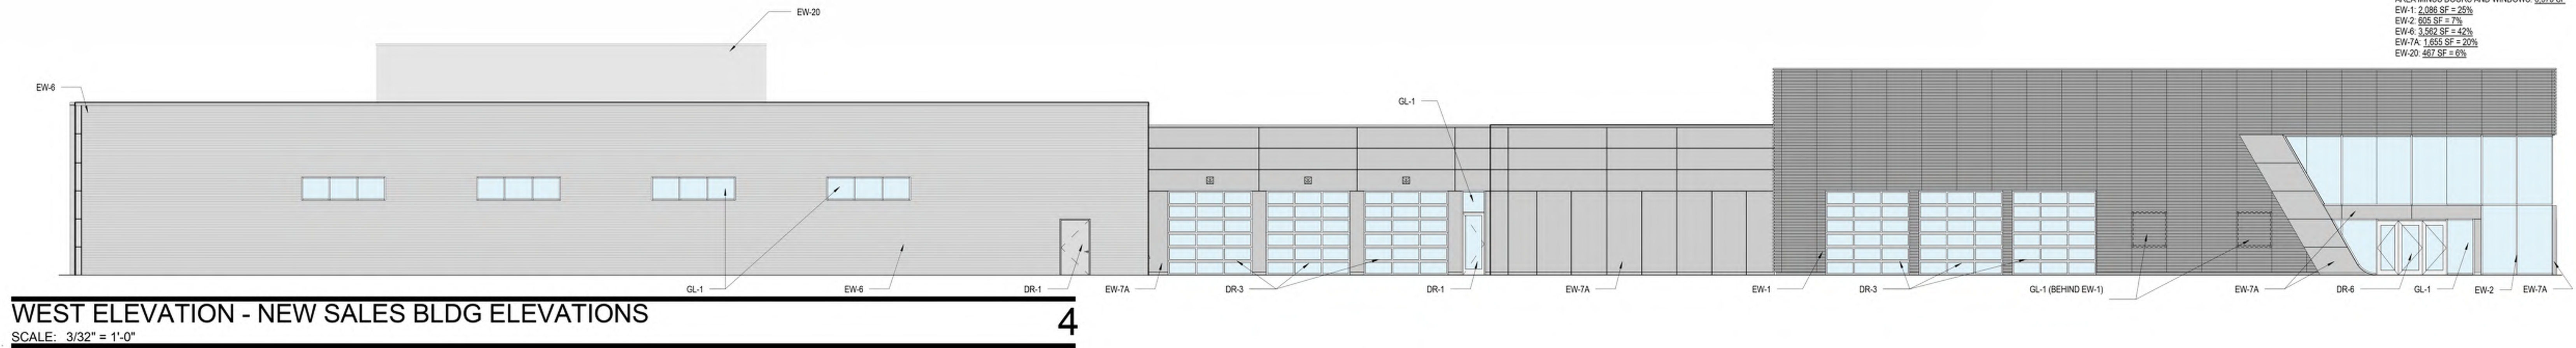 EW-20
EW-1: 2,086 SF = 25%
EW-2: 605 SF = 7%
EW-6: 3,562 SF = 42%
EW-7A: 1,655 SF = 20%
EW-20: 467 SF = 6%
EW-6
GL-1
GL-1
EW-6
DR-1
EW-7A
DR-3
DR-1
EW-7A
EW-1
DR-3
GL-1 (BEHIND EW-1)
EW-7A
DR-6
GL-1
EW-2
EW-7A
WEST ELEVATION - NEW SALES BLDG ELEVATIONS
4
SCALE: 3/32" = 1'-0"